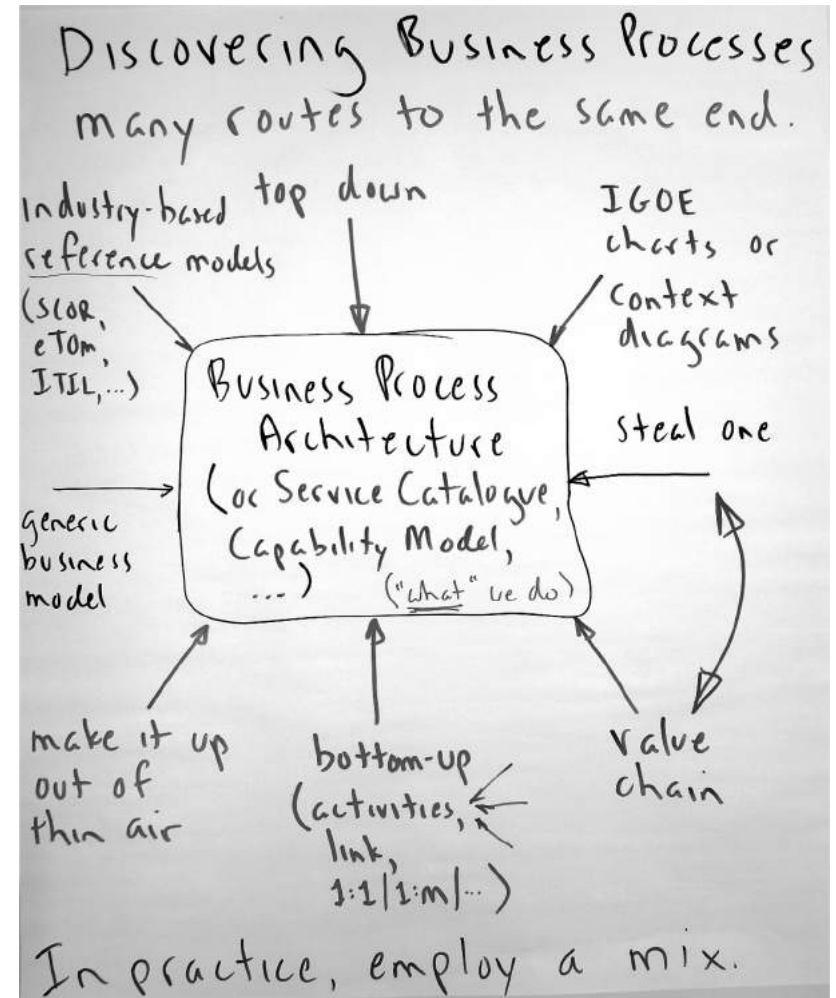 Discovering Business Processes
many routes to the same end.
industry-based
reference models
(SCOR,
eTom,
ITIL,...)
top down
IGOE
charts or
context
diagrams
Business Process
Architecture
(or Service Catalogue,
Capability Model,
...)
("what" we do)
steal one
generic
business
model
make it up
out of
thin air
bottom-up
(activities,
link,
1:1|1:m|...)
value
chain
In practice, employ a mix.